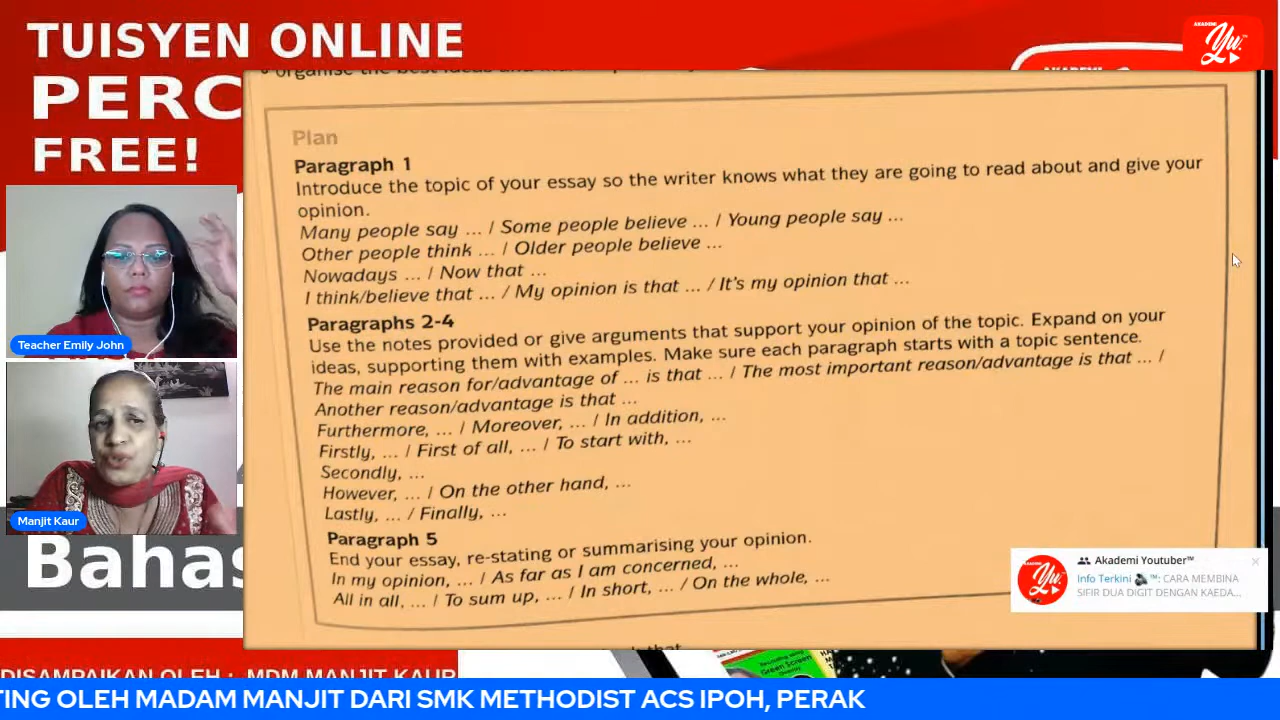 TUISYEN ONLINE
PERC
FREE!
AKADEMI
Yu
Plan
Paragraph 1
Introduce the topic of your essay so the writer knows what they are going to read about and give your
opinion.
Many people say ... / Some people believe ... / Young people say ...
Other people think ... / Older people believe ...
Nowadays ... / Now that ...
I think/believe that ... / My opinion is that ... / It's my opinion that ...
Paragraphs 2-4
Use the notes provided or give arguments that support your opinion of the topic. Expand on your
ideas, supporting them with examples. Make sure each paragraph starts with a topic sentence.
The main reason for/advantage of ... is that ... / The most important reason/advantage is that ... /
Another reason/advantage is that ...
Furthermore, ... / Moreover, ... / In addition, ...
Firstly, ... / First of all, ... / To start with, ...
Secondly, ...
However, ... / On the other hand, ...
Lastly, ... / Finally, ...
Paragraph 5
End your essay, re-stating or summarising your opinion.
In my opinion, ... / As far as I am concerned, ...
All in all, ... / To sum up, ... / In short, ... / On the whole, ...
Teacher Emily John
Manjit Kaur
Bahas
Akademi Youtuber™
Info Terkini ™: CARA MEMBINA
SIFIR DUA DIGIT DENGAN KAEDA...
Green Screen
DISAMPAIKAN OLEH : MDM MANJIT KAUR
TING OLEH MADAM MANJIT DARI SMK METHODIST ACS IPOH, PERAK